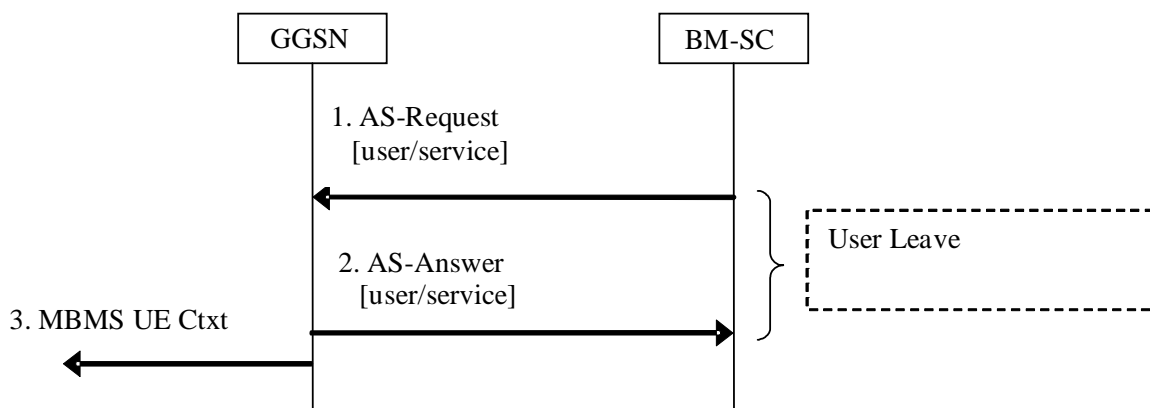 GGSN
BM-SC
1. AS-Request
[user/service]
User Leave
2. AS-Answer
[user/service]
3. MBMS UE Ctxt